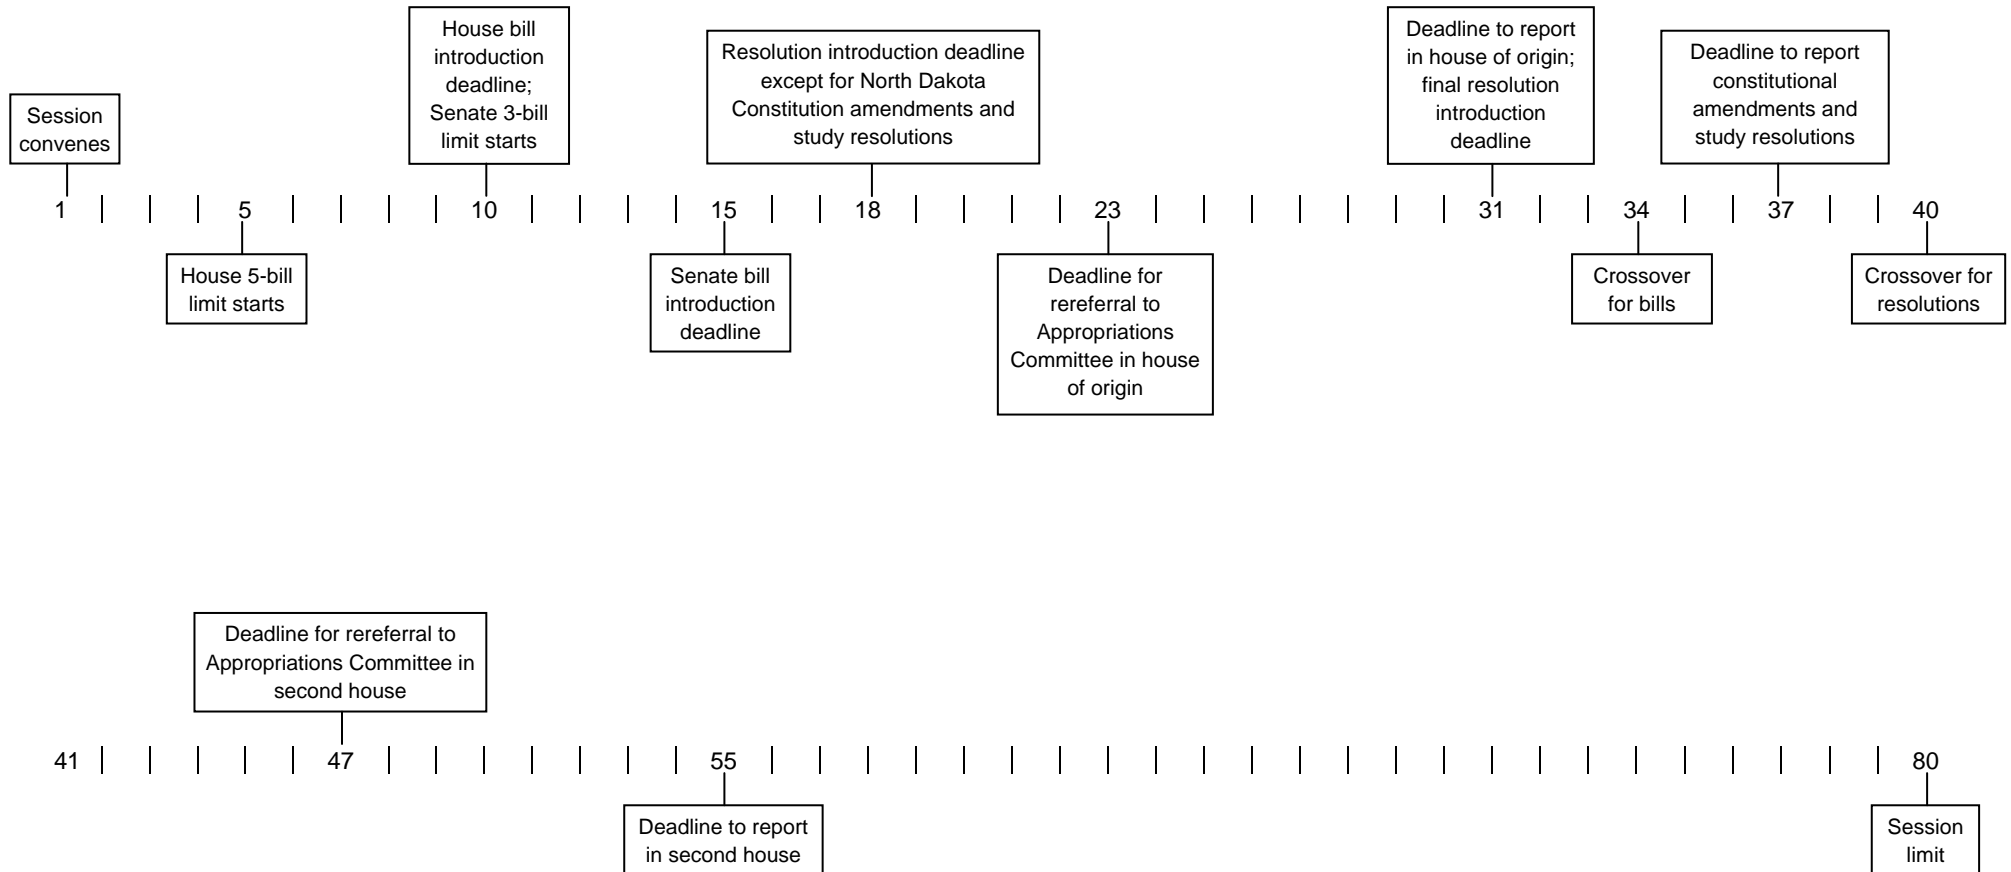 Session
convenes
House bill
introduction
deadline;
Senate 3-bill
limit starts
Resolution introduction deadline
except for North Dakota
Constitution amendments and
study resolutions
Deadline to report
in house of origin;
final resolution
introduction
deadline
Deadline to report
constitutional
amendments and
study resolutions
1 5 10 15 18 23 31 34 37 40
House 5-bill
limit starts
Senate bill
introduction
deadline
Deadline for
rereferral to
Appropriations
Committee in house
of origin
Crossover
for bills
Crossover for
resolutions
Deadline for rereferral to
Appropriations Committee in
second house
41 47 55 80
Deadline to report
in second house
Session
limit